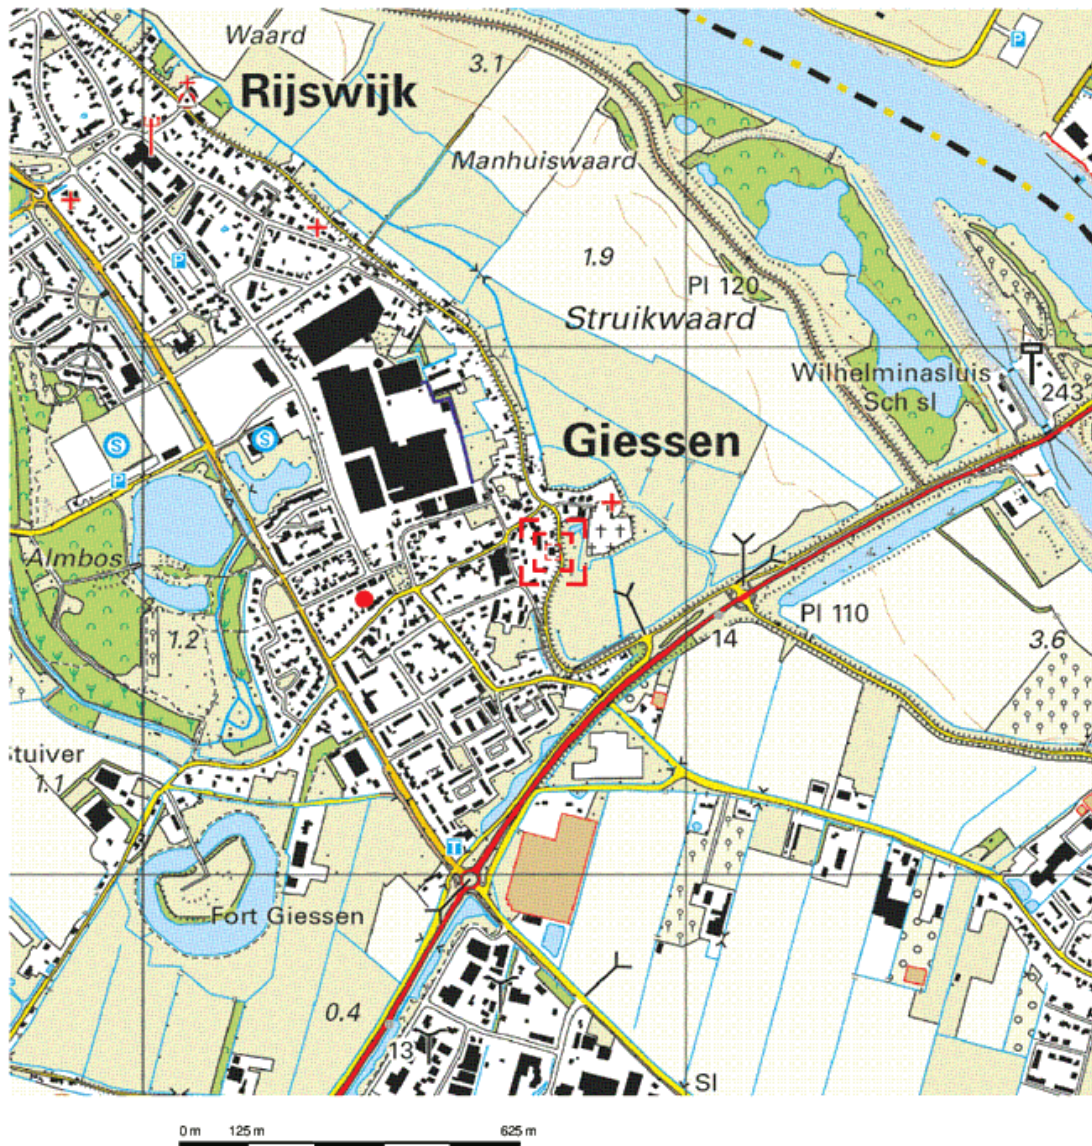 Waard
3.1
Rijswijk
P
Manhuiswaard
P
1.9
Pl 120
Struikwaard
Wilhelminasluis
Sch sl
243
Giessen
S
S
P
Almbos
1.2
Pl 110
14
3.6
Stuiver
1.1
T
Fort Giessen
0.4
13
Sl
0 m 125 m 625 m